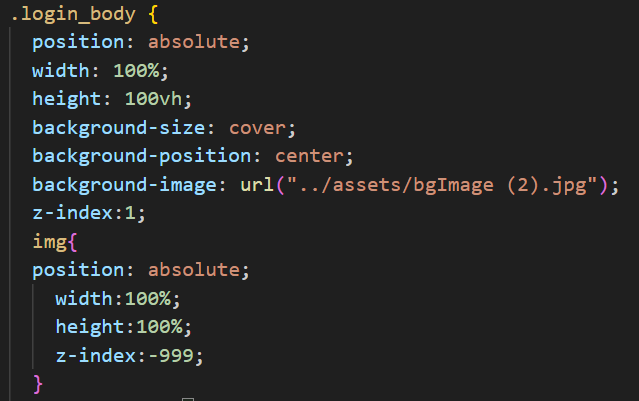 .login_body {
position: absolute;
width: 100%;
height: 100vh;
background-size: cover;
background-position: center;
background-image: url("../assets/bgImage (2).jpg");
z-index:1;
img{
position: absolute;
width:100%;
height:100%;
z-index:-999;
}